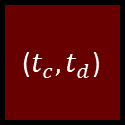 (t_c, t_d)